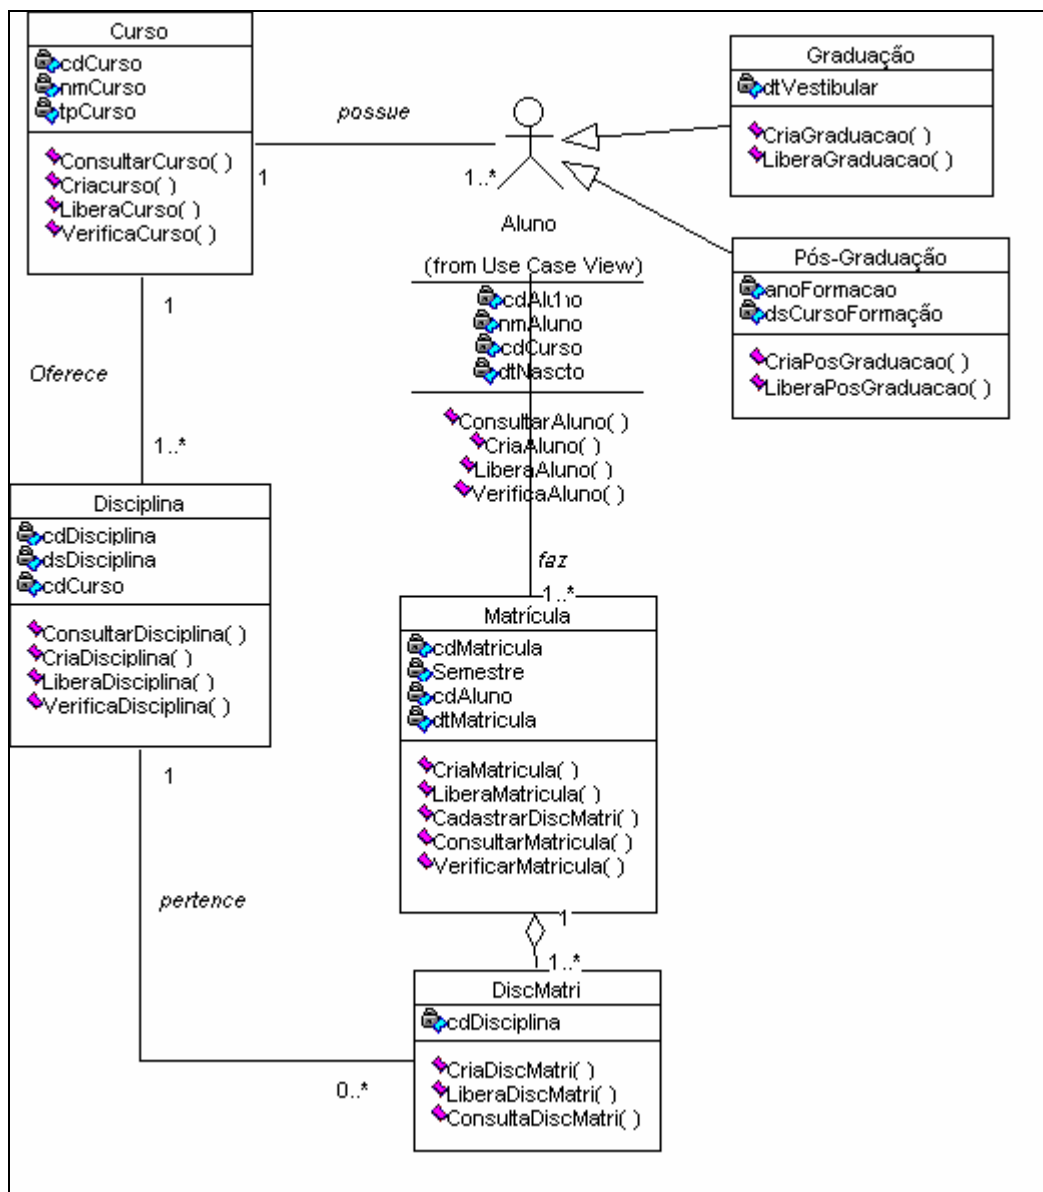 Curso
cdCurso
nmCurso
tpCurso
ConsultarCurso( )
Criacurso( )
LiberaCurso( )
VerificaCurso( )
possue
1
1..*
Aluno
(from Use Case View)
cdAluno
1
nmAluno
cdCurso
dtNascto
ConsultarAluno( )
CriaAluno( )
LiberaAluno( )
VerificaAluno( )
Graduação
dtVestibular
CriaGraduacao( )
LiberaGraduacao( )
Pós-Graduação
anoFormacao
dsCursoFormação
CriaPosGraduacao( )
LiberaPosGraduacao( )
1
Oferece
1..*
Disciplina
cdDisciplina
dsDisciplina
cdCurso
ConsultarDisciplina( )
CriaDisciplina( )
LiberaDisciplina( )
VerificaDisciplina( )
faz
1..*
Matrícula
cdMatricula
Semestre
cdAluno
dtMatricula
CriaMatricula( )
LiberaMatricula( )
CadastrarDiscMatri( )
ConsultarMatricula( )
VerificarMatricula( )
1
pertence
0..*
1
1..*
DiscMatri
cdDisciplina
CriaDiscMatri( )
LiberaDiscMatri( )
ConsultaDiscMatri( )